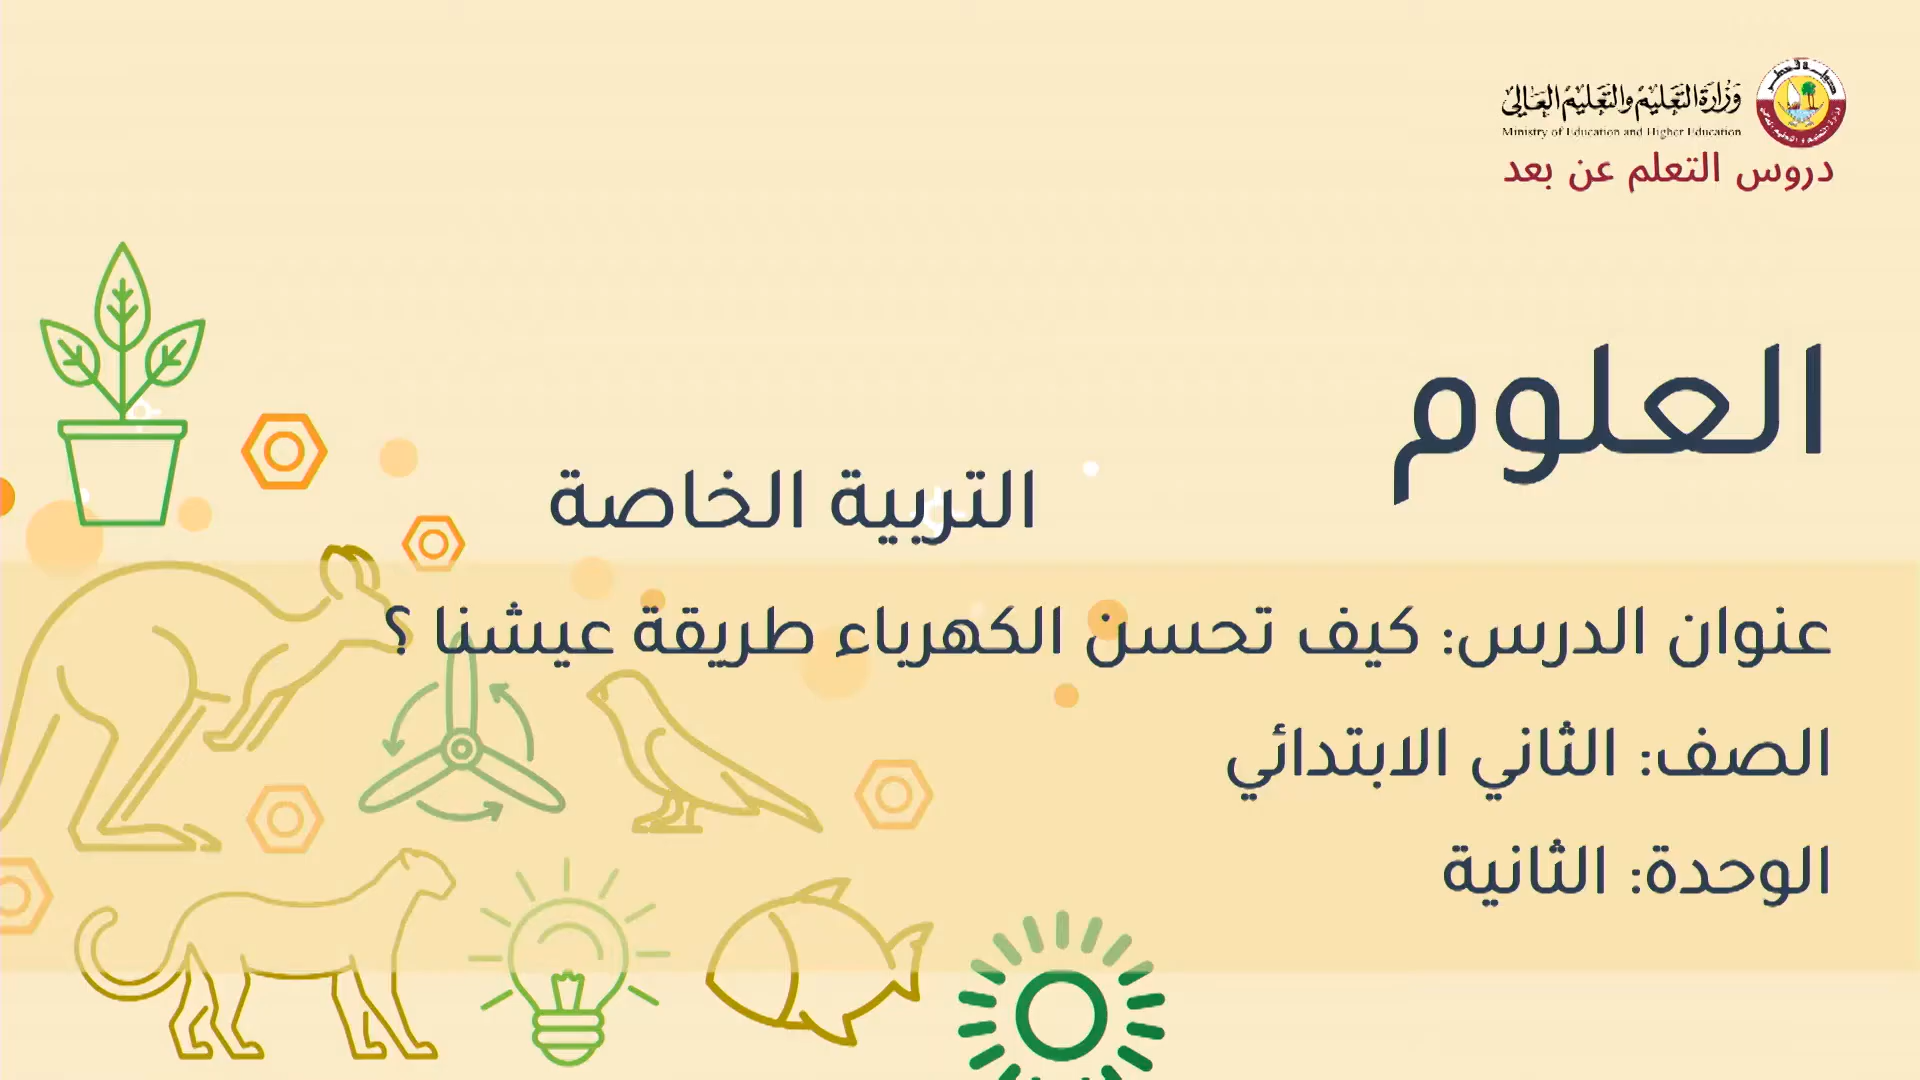 وزارة التعليم والتعليم العالي
Ministry of Education and Higher Education
دروس التعلم عن بعد
العلوم
التربية الخاصة
عنوان الدرس: كيف تحسن الكهرباء طريقة عيشنا ؟
الصف: الثاني الابتدائي
الوحدة: الثانية